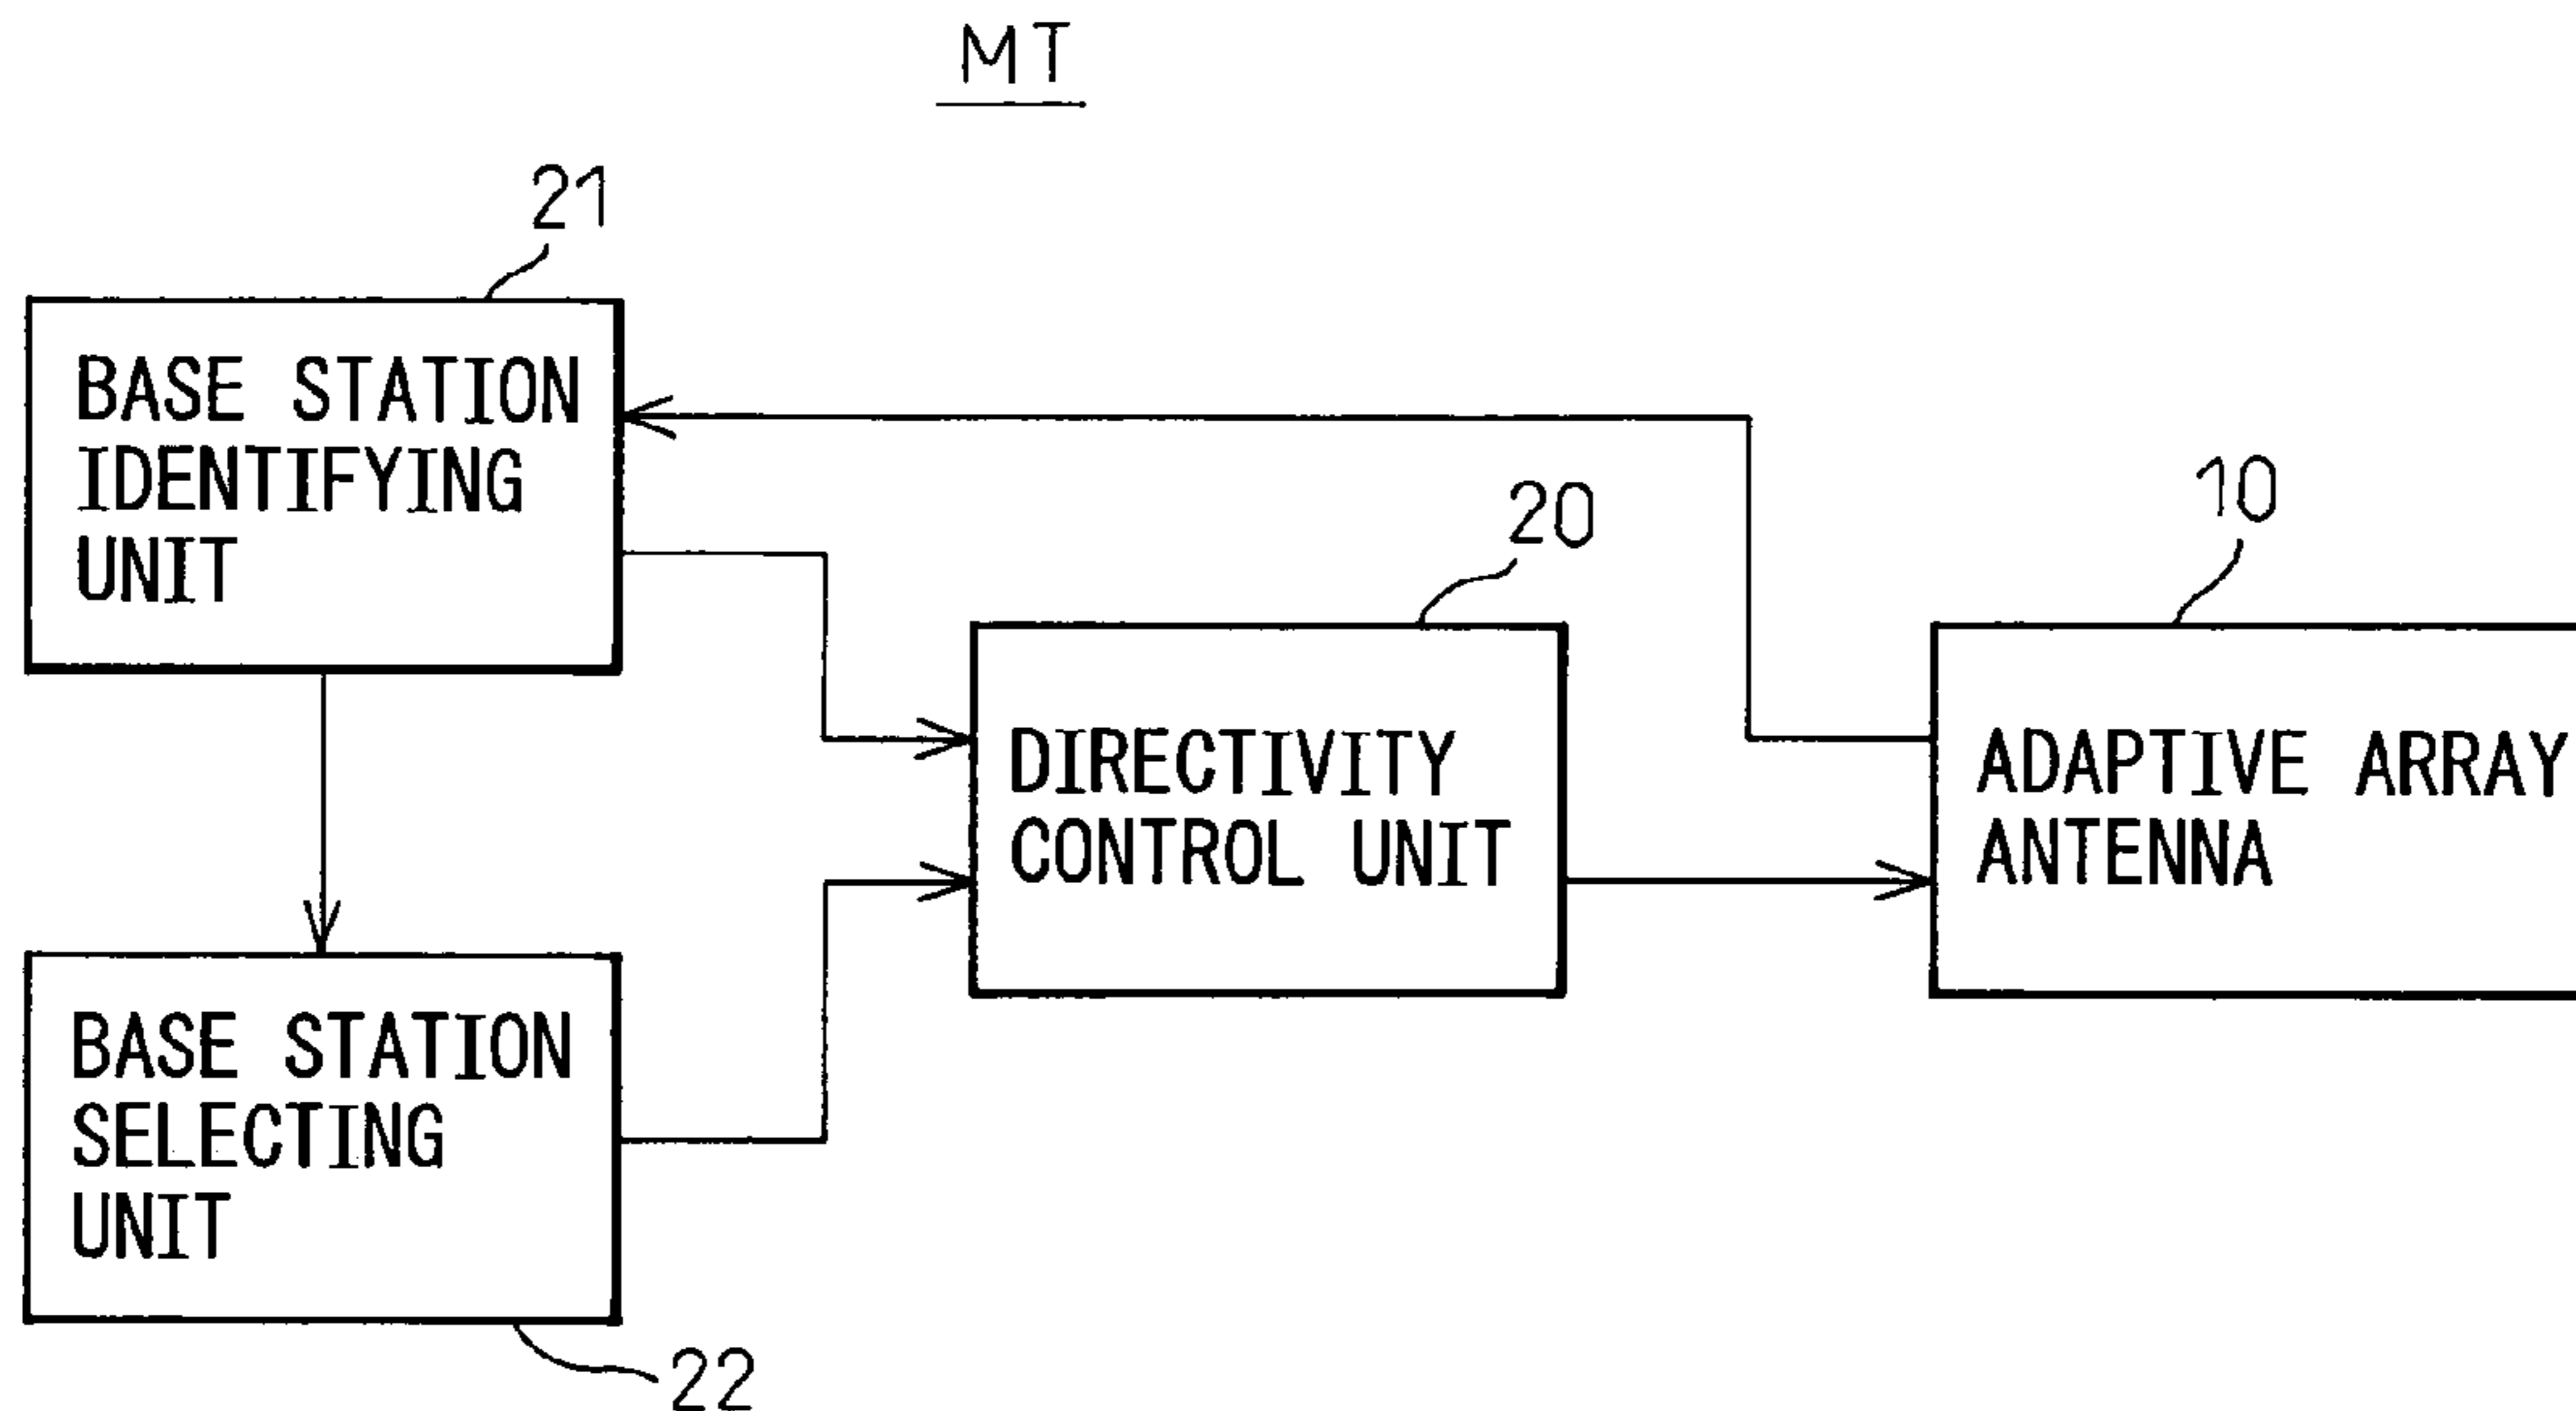 MT
21
BASE STATION
IDENTIFYING
UNIT
20
DIRECTIVITY
CONTROL UNIT
10
ADAPTIVE ARRAY
ANTENNA
BASE STATION
SELECTING
UNIT
22